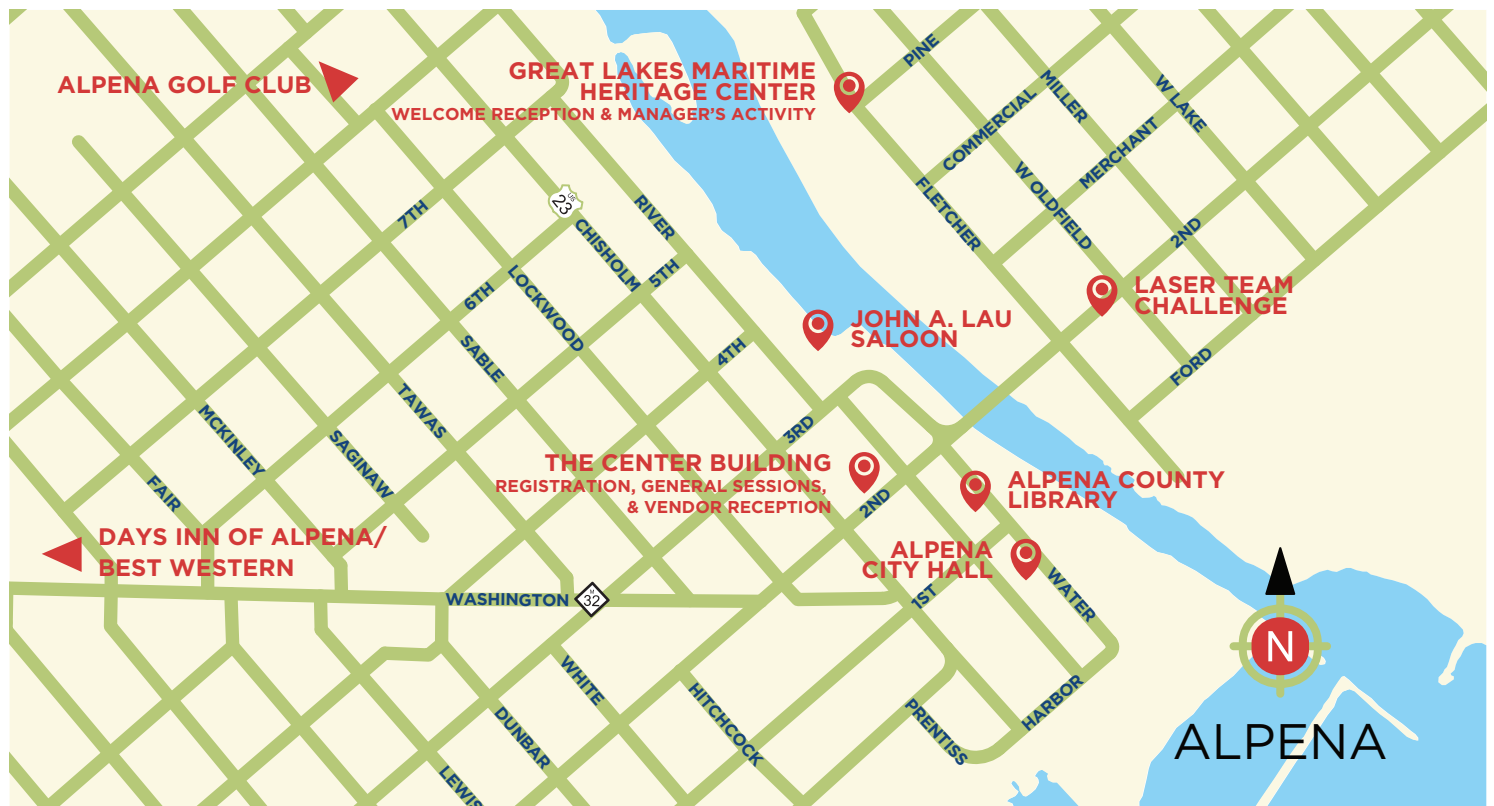 ALPENA GOLF CLUB
GREAT LAKES MARITIME
HERITAGE CENTER
WELCOME RECEPTION & MANAGER'S ACTIVITY
PINE
COMMERCIAL
MILLER
W LAKE
MERCHANT
W OLDFIELD
FLETCHER
2ND
7TH
US
23
CHISHOLM
RIVER
5TH
6TH
LOCKWOOD
SABLE
4TH
LASER TEAM
CHALLENGE
JOHN A. LAU
SALOON
FORD
TAWAS
MCKINLEY
SAGINAW
FAIR
3RD
THE CENTER BUILDING
REGISTRATION, GENERAL SESSIONS,
& VENDOR RECEPTION
2ND
ALPENA COUNTY
LIBRARY
DAYS INN OF ALPENA/
BEST WESTERN
ALPENA
CITY HALL
WASHINGTON
M
32
1ST
WATER
WHITE
HITCHCOCK
DUNBAR
LEWIS
PRENTISS
HARBOR
N
ALPENA